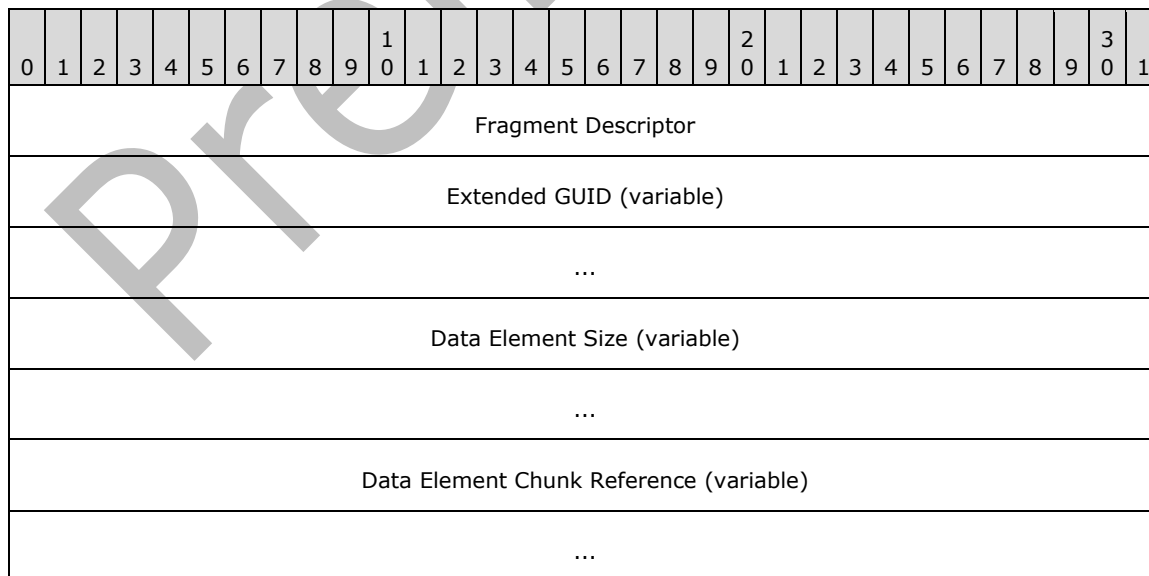 1 2 3
0 1 2 3 4 5 6 7 8 9 0 1 2 3 4 5 6 7 8 9 0 1 2 3 4 5 6 7 8 9 0 1
Fragment Descriptor
Extended GUID (variable)
...
Data Element Size (variable)
...
Data Element Chunk Reference (variable)
...